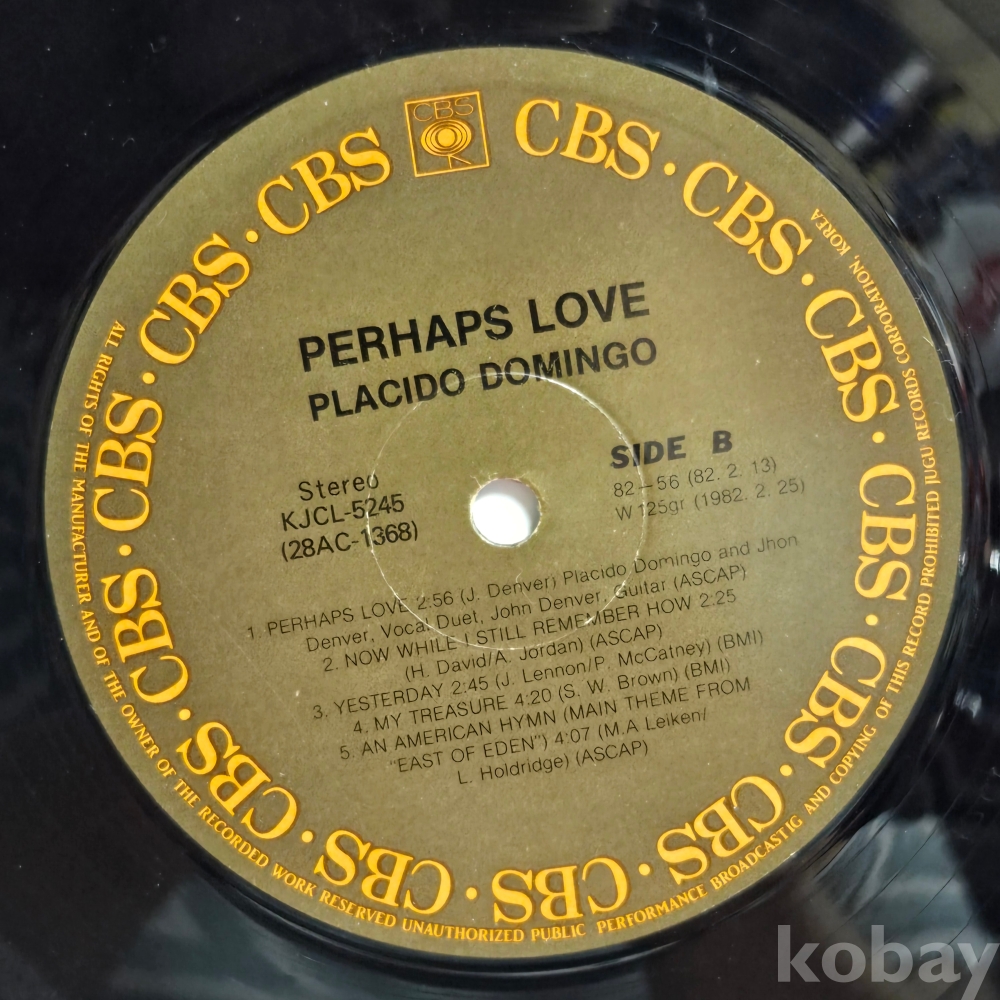 CBS
CBS · CBS · CBS · CBS · CBS · CBS · CBS · CBS · CBS · CBS · CBS · CBS · CBS · CBS
PERHAPS LOVE
PLACIDO DOMINGO
SIDE B
82—56 (82. 2. 13)
W 125gr (1982. 2. 25)
Stereo
KJCL-5245
(28AC-1368)
1. PERHAPS LOVE 2:56 (J. Denver) Placido Domingo and Jhon
Denver, Vocal Duet, John Denver, Guitar (ASCAP)
2. NOW WHILE I STILL REMEMBER HOW 2:25
(H. David/A. Jordan) (ASCAP)
3. YESTERDAY 2:45 (J. Lennon/P. McCatney) (BMI)
4. MY TREASURE 4:20 (S. W. Brown) (BMI)
5. AN AMERICAN HYMN (MAIN THEME FROM
"EAST OF EDEN") 4:07 (M.A Leiken/
L. Holdridge) (ASCAP)
ALL RIGHTS OF THE MANUFACTURER AND OF THE OWNER OF THE RECORDED WORK RESERVED UNAUTHORIZED PUBLIC PERFORMANCE BROADCASTIG AND COPYING OF THIS RECORD PROHIBITED JUGU RECORDS CORPORATION, KOREA
kobay